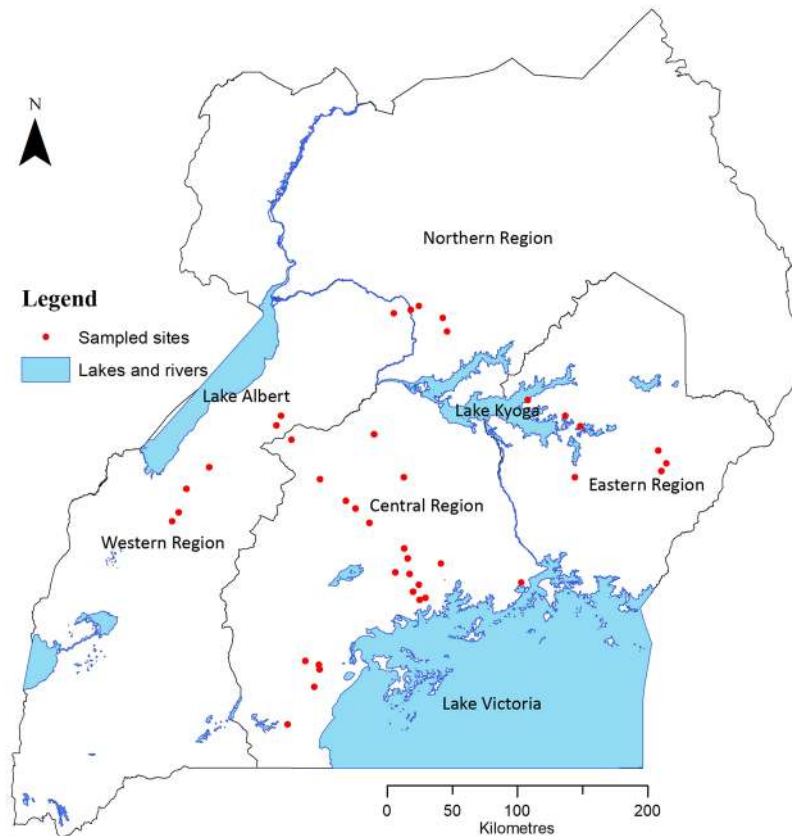 N
Northern Region
Legend
Sampled sites
Lakes and rivers
Lake Albert
Lake Kyoga
Eastern Region
Central Region
Western Region
Lake Victoria
0 50 100 200
Kilometres